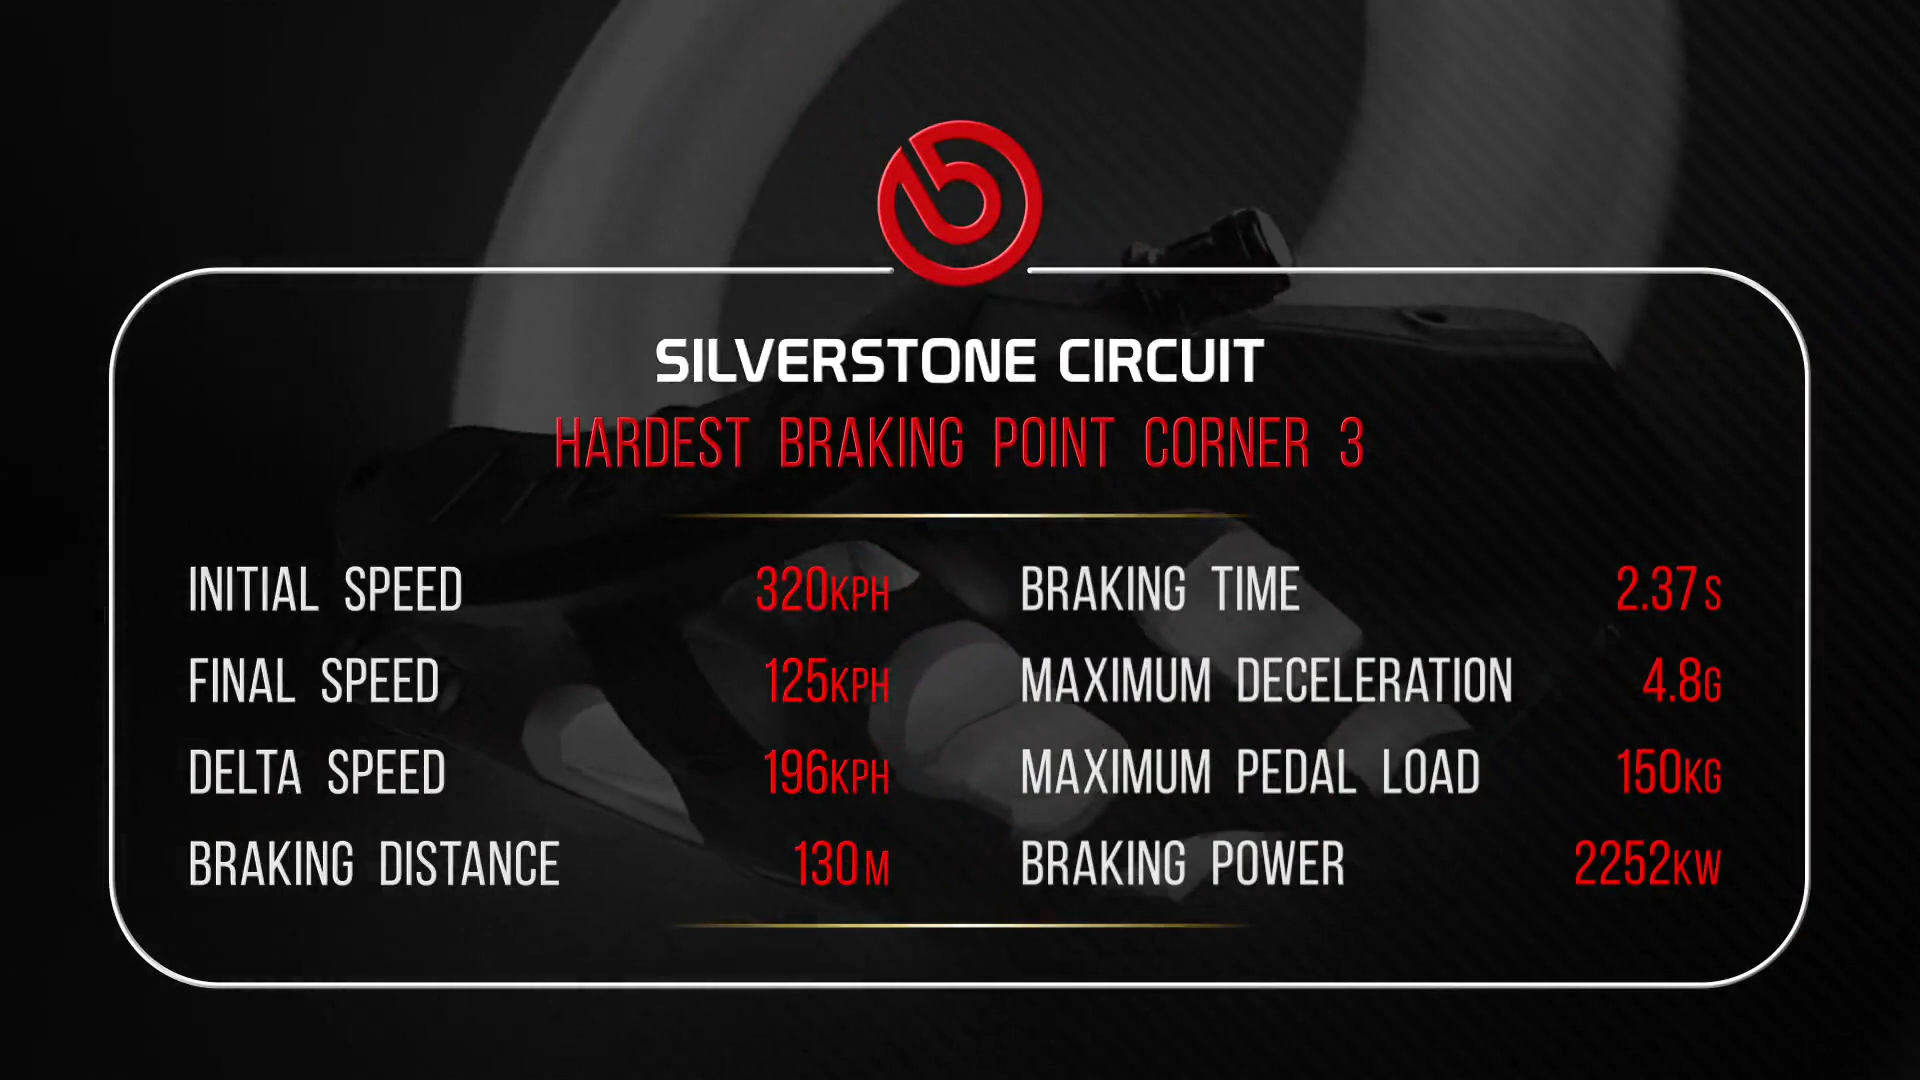 SILVERSTONE CIRCUIT
HARDEST BRAKING POINT CORNER 3
INITIAL SPEED 320KPH
FINAL SPEED 125KPH
DELTA SPEED 196KPH
BRAKING DISTANCE 130M
BRAKING TIME 2.37S
MAXIMUM DECELERATION 4.8G
MAXIMUM PEDAL LOAD 150KG
BRAKING POWER 2252KW